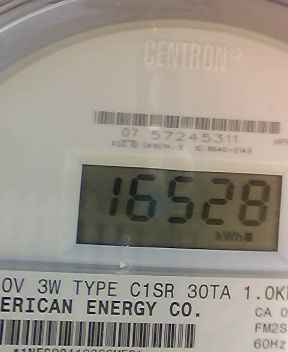 CENTRON
07 57245311
16528
kWh
0V 3W TYPE C1SR 30TA 1.0K
ERICAN ENERGY CO.
CA 0
FM2S
60Hz